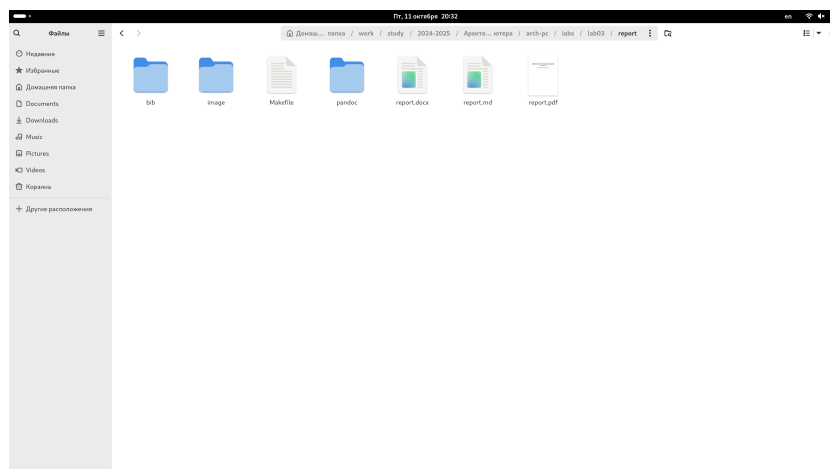 Пт, 11 октября 20:32
en
Файлы
Домаш... папка / work / study / 2024-2025 / Архите... ютера / arch-pc / labs / lab03 / report
Недавние
Избранные
Домашняя папка
Documents
Downloads
Music
Pictures
Videos
Корзина
Другие расположения
bib
image
Makefile
pandoc
report.docx
report.md
report.pdf